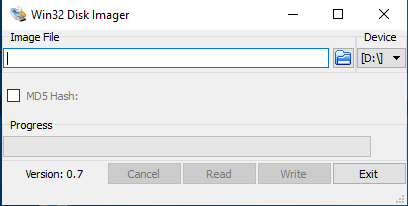 Win32 Disk Imager
Image File
Device
[D:\]
MD5 Hash:
Progress
Version: 0.7
Cancel
Read
Write
Exit